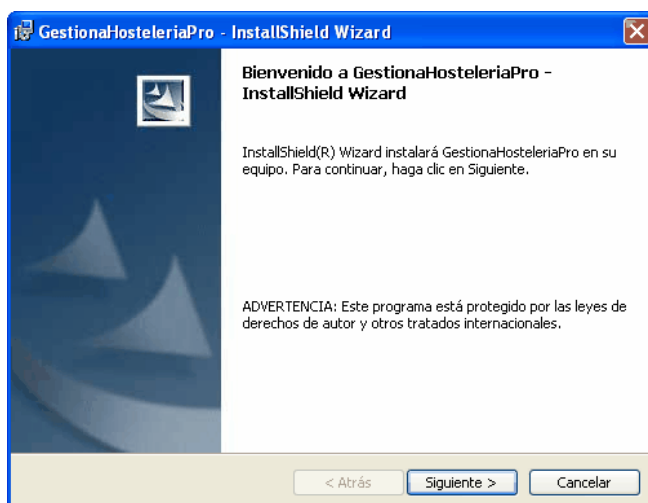 GestionaHosteleriaPro - InstallShield Wizard
Bienvenido a GestionaHosteleriaPro -
InstallShield Wizard
InstallShield(R) Wizard instalará GestionaHosteleriaPro en su
equipo. Para continuar, haga clic en Siguiente.
ADVERTENCIA: Este programa está protegido por las leyes de
derechos de autor y otros tratados internacionales.
< Atrás
Siguiente >
Cancelar